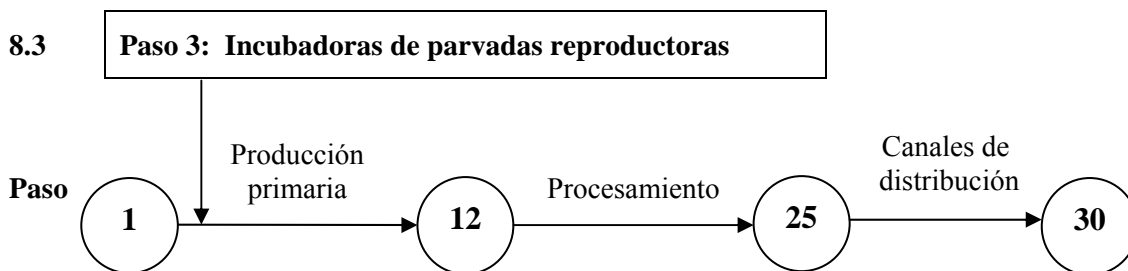 8.3 Paso 3: Incubadoras de parvadas reproductoras
Producción
primaria
Procesamiento
Canales de
distribución
Paso 1 12 25 30